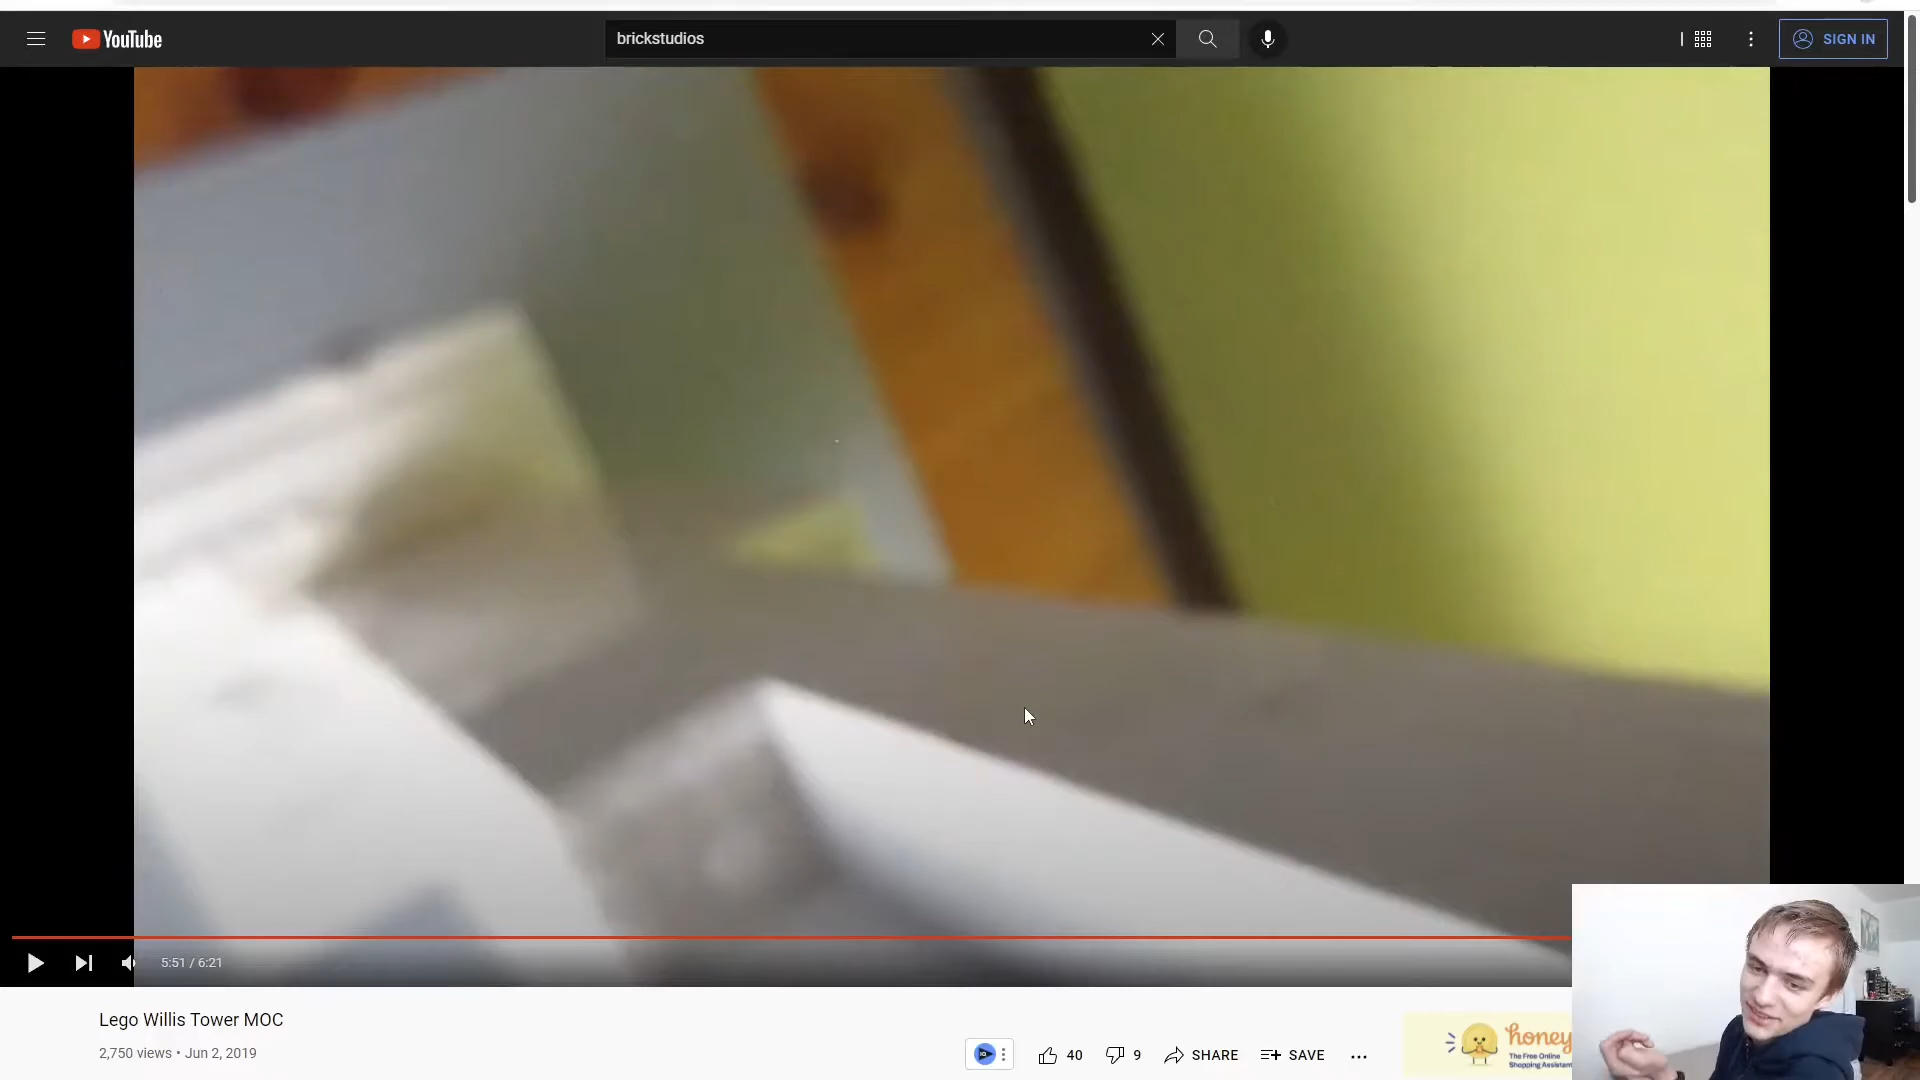 YouTube
brickstudios
SIGN IN
5:51 / 6:21
Lego Willis Tower MOC
2,750 views • Jun 2, 2019
40
9
SHARE
SAVE
honey
The Free Online
Shopping Assistant